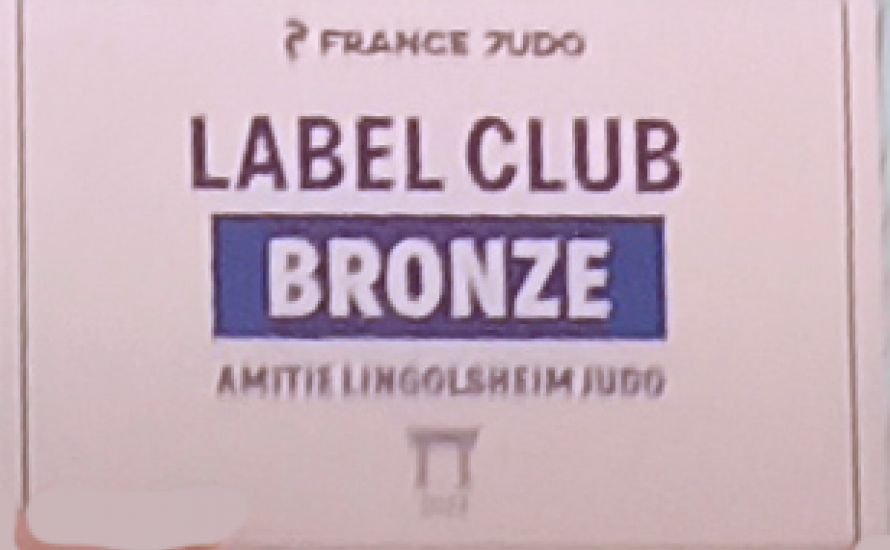 FRANCE JUDO
LABEL CLUB
BRONZE
AMITIE LINGOLSHEIM JUDO